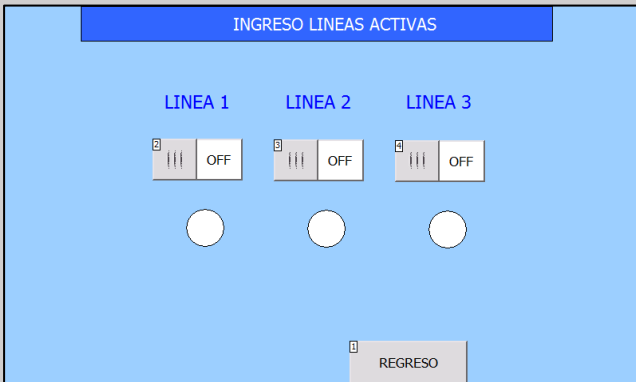 INGRESO LINEAS ACTIVAS
LINEA 1 LINEA 2 LINEA 3
2 OFF 3 OFF 4 OFF
1
REGRESO